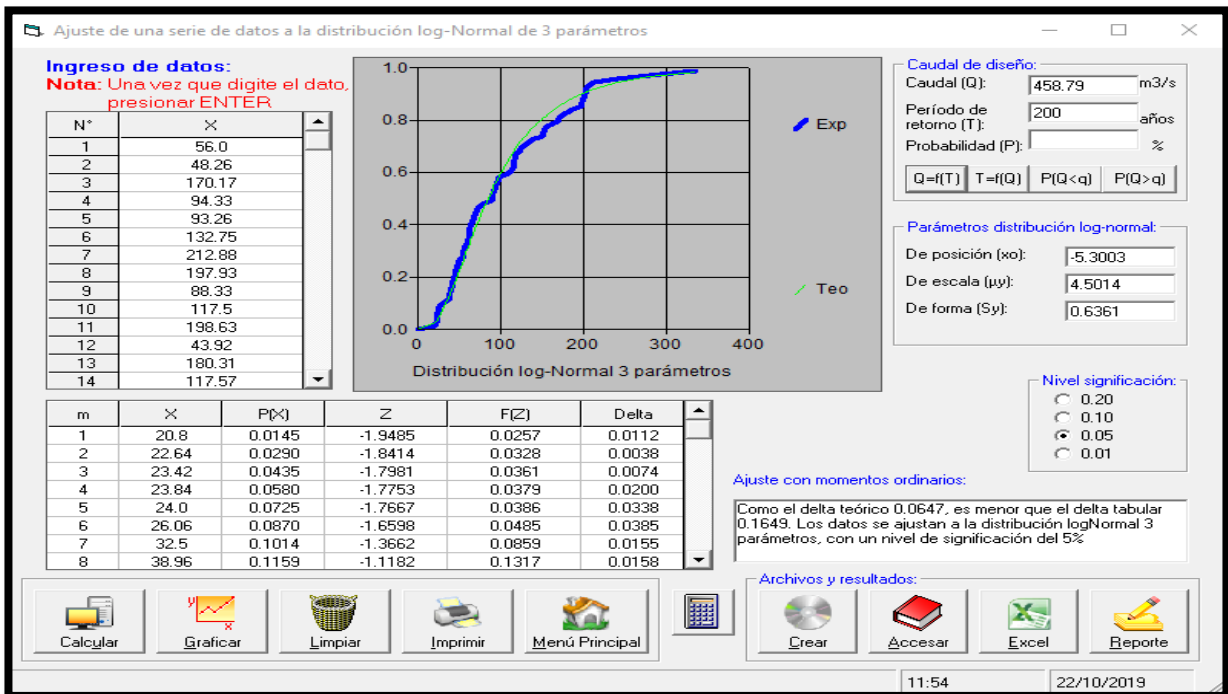 Ajuste de una serie de datos a la distribución log-Normal de 3 parámetros
Ingreso de datos:
Nota: Una vez que digite el dato,
presionar ENTER
N° X
1 56.0
2 48.26
3 170.17
4 94.33
5 93.26
6 132.75
7 212.88
8 197.93
9 88.33
10 117.5
11 198.63
12 43.92
13 180.31
14 117.57
1.0
0.8
0.6
0.4
0.2
0.0
0 100 200 300 400
Distribución log-Normal 3 parámetros
Exp
Teo
Caudal de diseño:
Caudal (Q): 458.79 m3/s
Período de
retorno (T): 200 años
Probabilidad (P): %
Q=f(T) T=f(Q) P(Q<q) P(Q>q)
Parámetros distribución log-normal:
De posición (xo): -5.3003
De escala (µy): 4.5014
De forma (Sy): 0.6361
Nivel significación:
0.20
0.10
0.05
0.01
m X P(X) Z F(Z) Delta
1 20.8 0.0145 -1.9485 0.0257 0.0112
2 22.64 0.0290 -1.8414 0.0328 0.0038
3 23.42 0.0435 -1.7981 0.0361 0.0074
4 23.84 0.0580 -1.7753 0.0379 0.0200
5 24.0 0.0725 -1.7667 0.0386 0.0338
6 26.06 0.0870 -1.6598 0.0485 0.0385
7 32.5 0.1014 -1.3662 0.0859 0.0155
8 38.96 0.1159 -1.1182 0.1317 0.0158
Ajuste con momentos ordinarios:
Como el delta teórico 0.0647, es menor que el delta tabular
0.1649. Los datos se ajustan a la distribución logNormal 3
parámetros, con un nivel de significación del 5%
Calcular Graficar Limpiar Imprimir Menú Principal
Archivos y resultados:
Crear Accesar Excel Reporte
11:54 22/10/2019